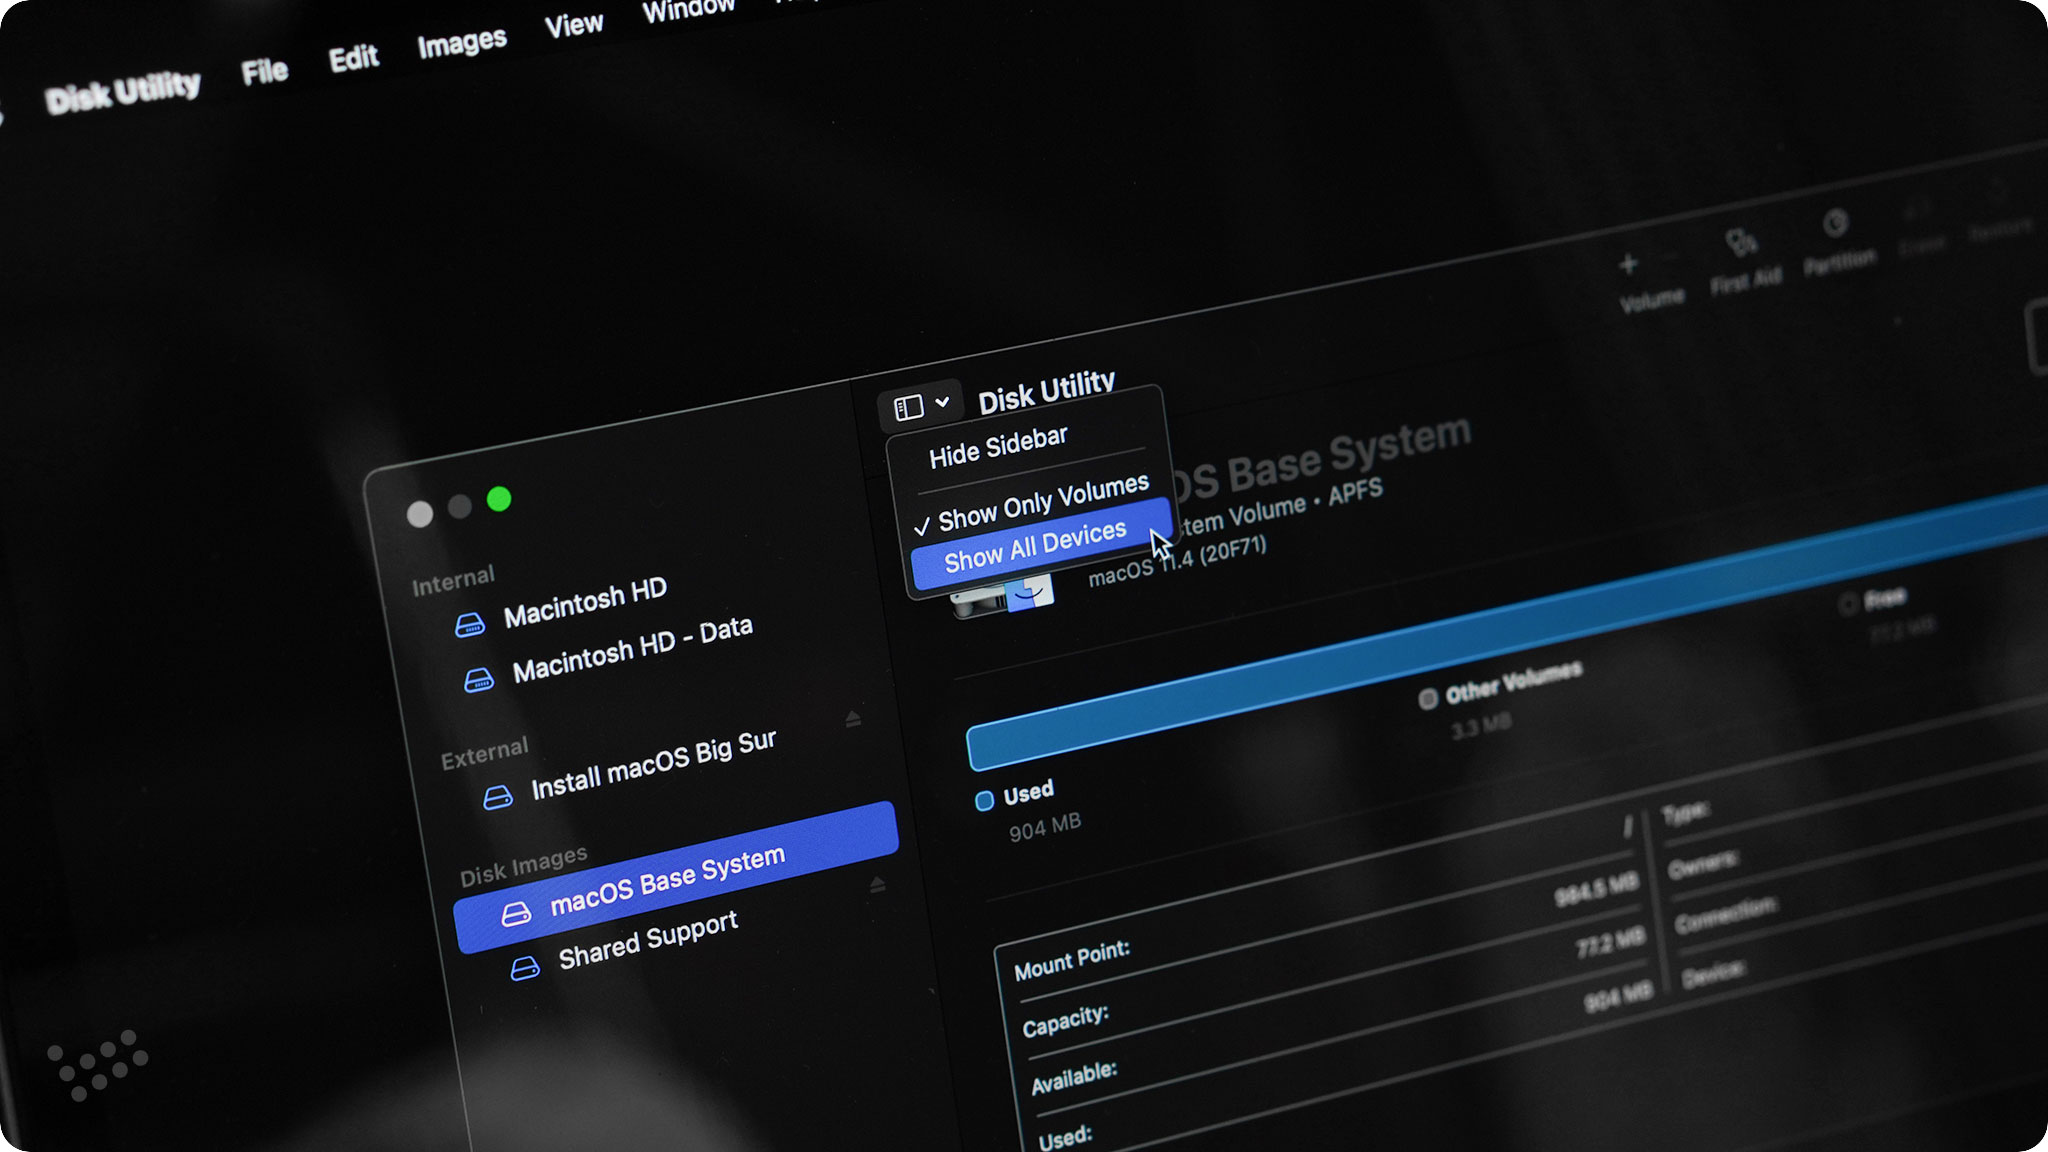 Disk Utility File Edit Images View Window
Volume First Aid Partition
Disk Utility
Hide Sidebar
✓ Show Only Volumes
Show All Devices
OS Base System
tem Volume • APFS
macOS 11.4 (20F71)
Internal
Macintosh HD
Macintosh HD - Data
External
Install macOS Big Sur
Disk Images
macOS Base System
Shared Support
Used
904 MB
Other Volumes
3.3 MB
Free
77.2 MB
Mount Point: /
Capacity: 984.5 MB
Available: 77.2 MB
Used: 904 MB
Type:
Owners:
Connection:
Device: